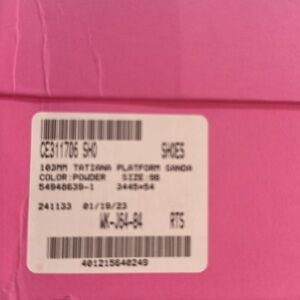 CE311706 SHO SHOES
103MM TATIANA PLATFORM SANDA
COLOR:POWDER SIZE:9B
54948639-1 3445*54
241133 01/19/23
WK-J64-84 RTS
401215640249